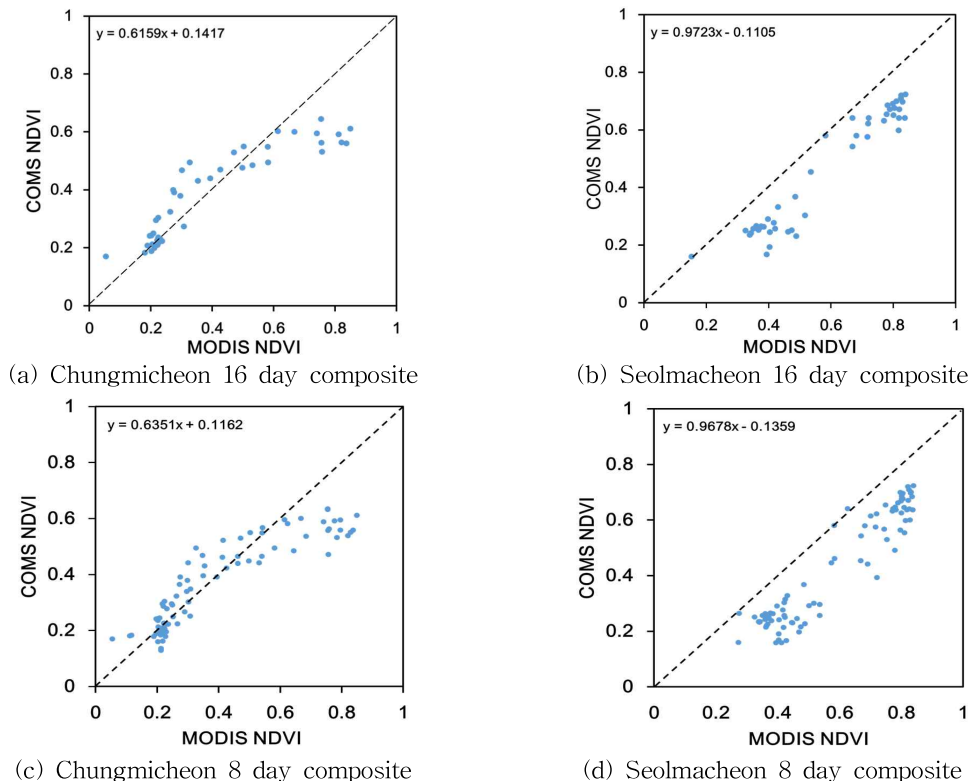 1
y = 0.6159x + 0.1417
0.8
0.6
COMS NDVI
0.4
0.2
0
0 0.2 0.4 0.6 0.8 1
MODIS NDVI
(a) Chungmicheon 16 day composite
1
y = 0.9723x - 0.1105
0.8
0.6
COMS NDVI
0.4
0.2
0
0 0.2 0.4 0.6 0.8 1
MODIS NDVI
(b) Seolmacheon 16 day composite
1
y = 0.6351x + 0.1162
0.8
0.6
COMS NDVI
0.4
0.2
0
0 0.2 0.4 0.6 0.8 1
MODIS NDVI
(c) Chungmicheon 8 day composite
1
y = 0.9678x - 0.1359
0.8
0.6
COMS NDVI
0.4
0.2
0
0 0.2 0.4 0.6 0.8 1
MODIS NDVI
(d) Seolmacheon 8 day composite